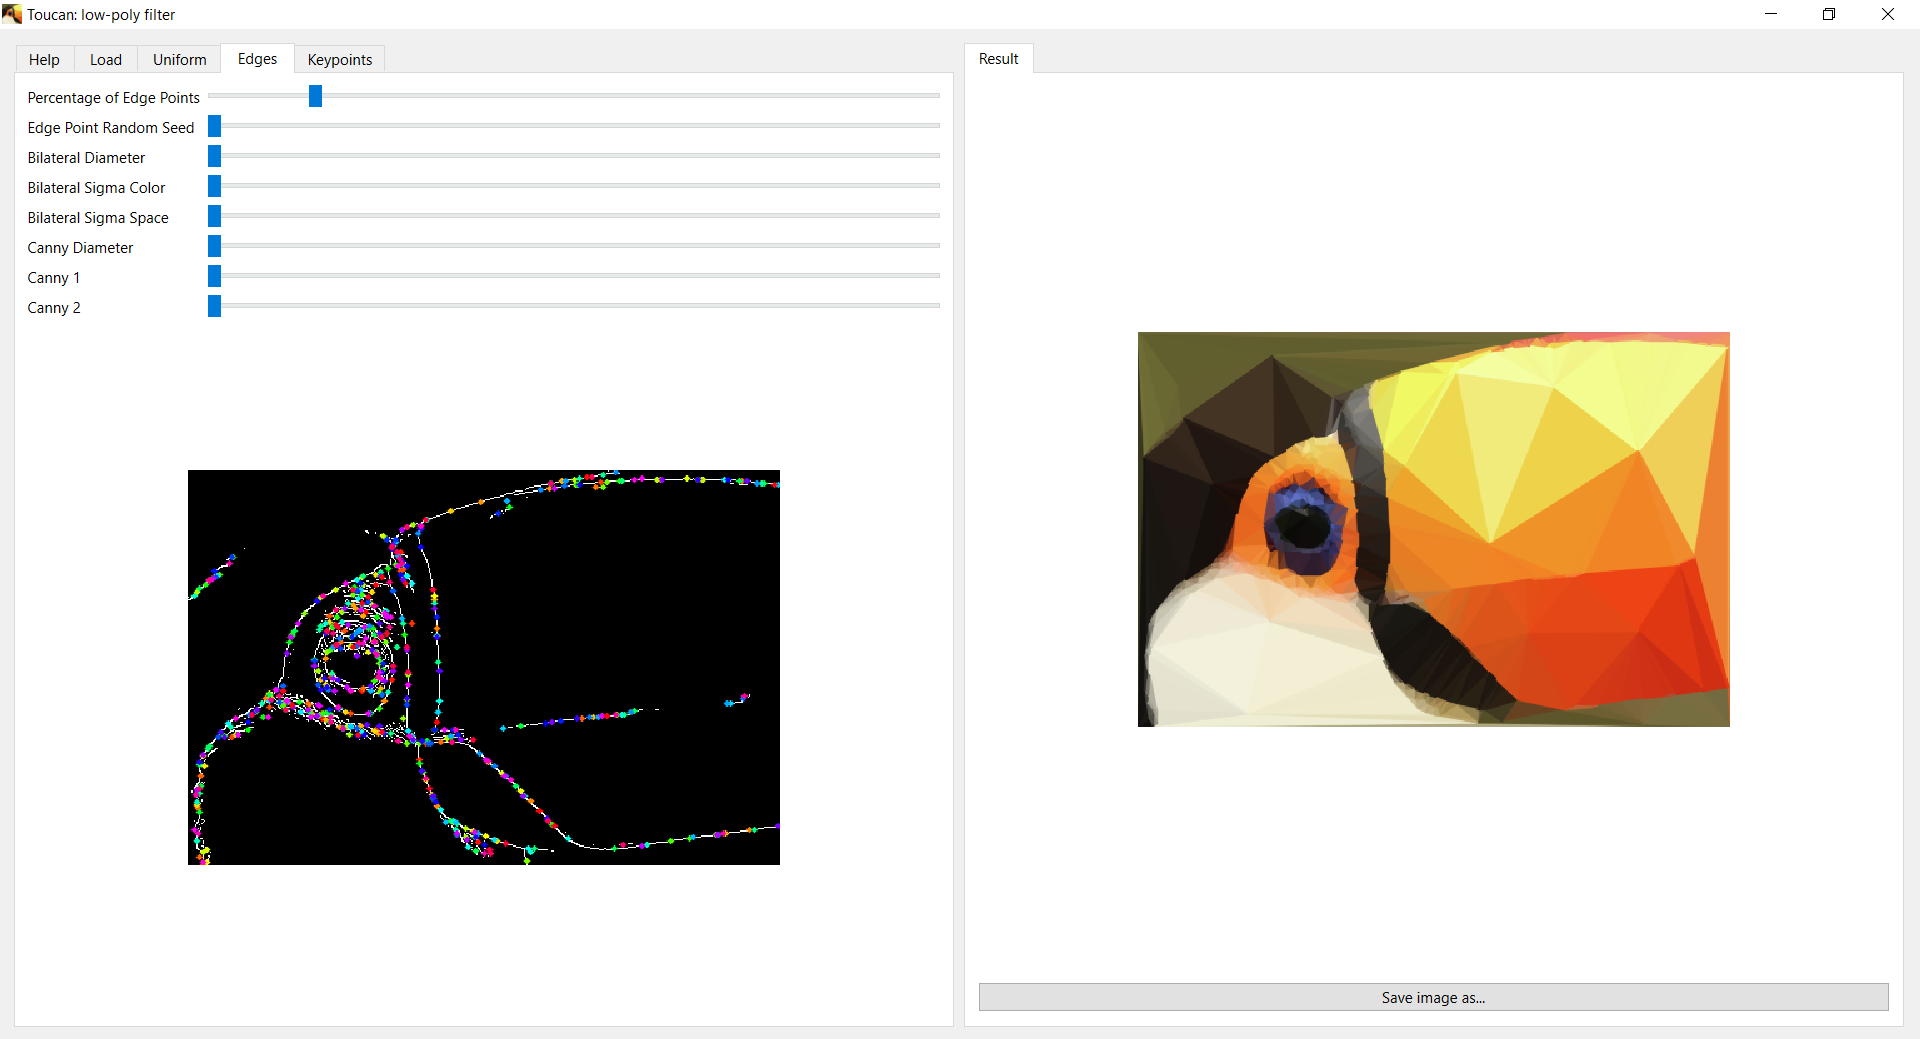 Toucan: low-poly filter
Help Load Uniform Edges Keypoints
Percentage of Edge Points
Edge Point Random Seed
Bilateral Diameter
Bilateral Sigma Color
Bilateral Sigma Space
Canny Diameter
Canny 1
Canny 2
Result
Save image as...